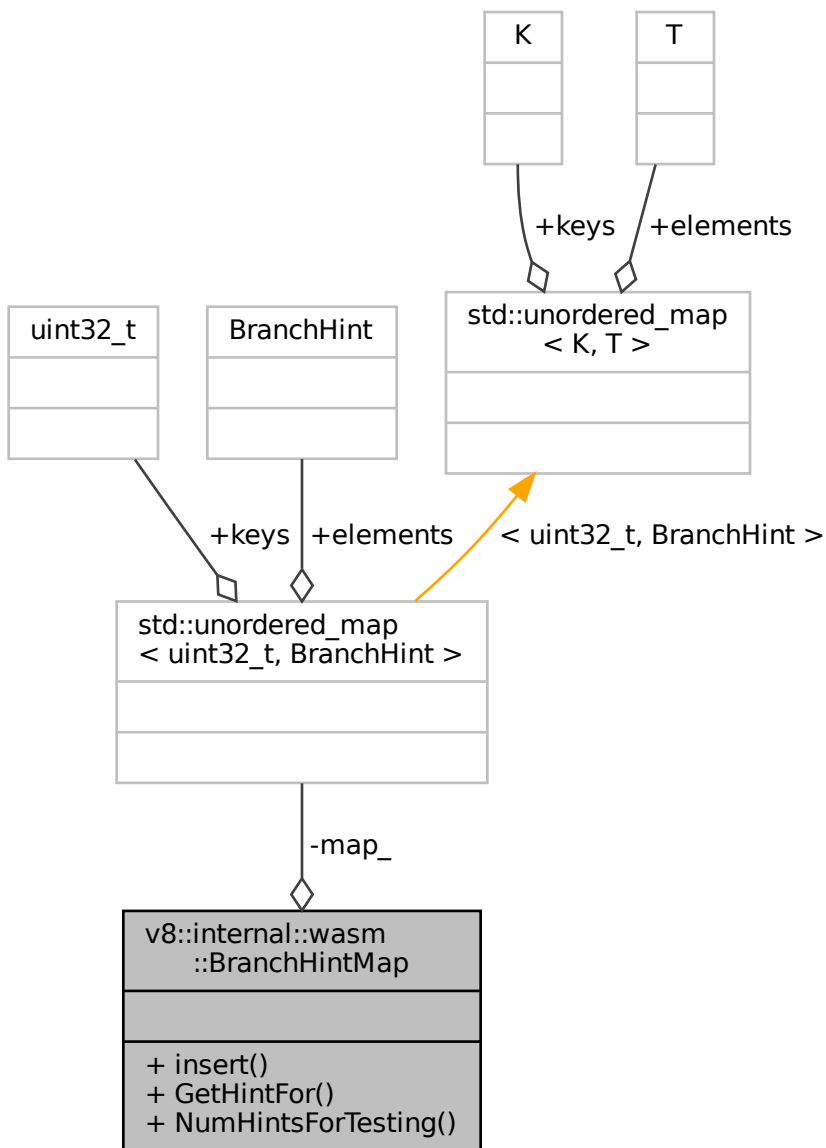 K
T
+keys
+elements
std::unordered_map
< K, T >
uint32_t
BranchHint
+keys
+elements
< uint32_t, BranchHint >
std::unordered_map
< uint32_t, BranchHint >
-map_
v8::internal::wasm
::BranchHintMap
+ insert()
+ GetHintFor()
+ NumHintsForTesting()